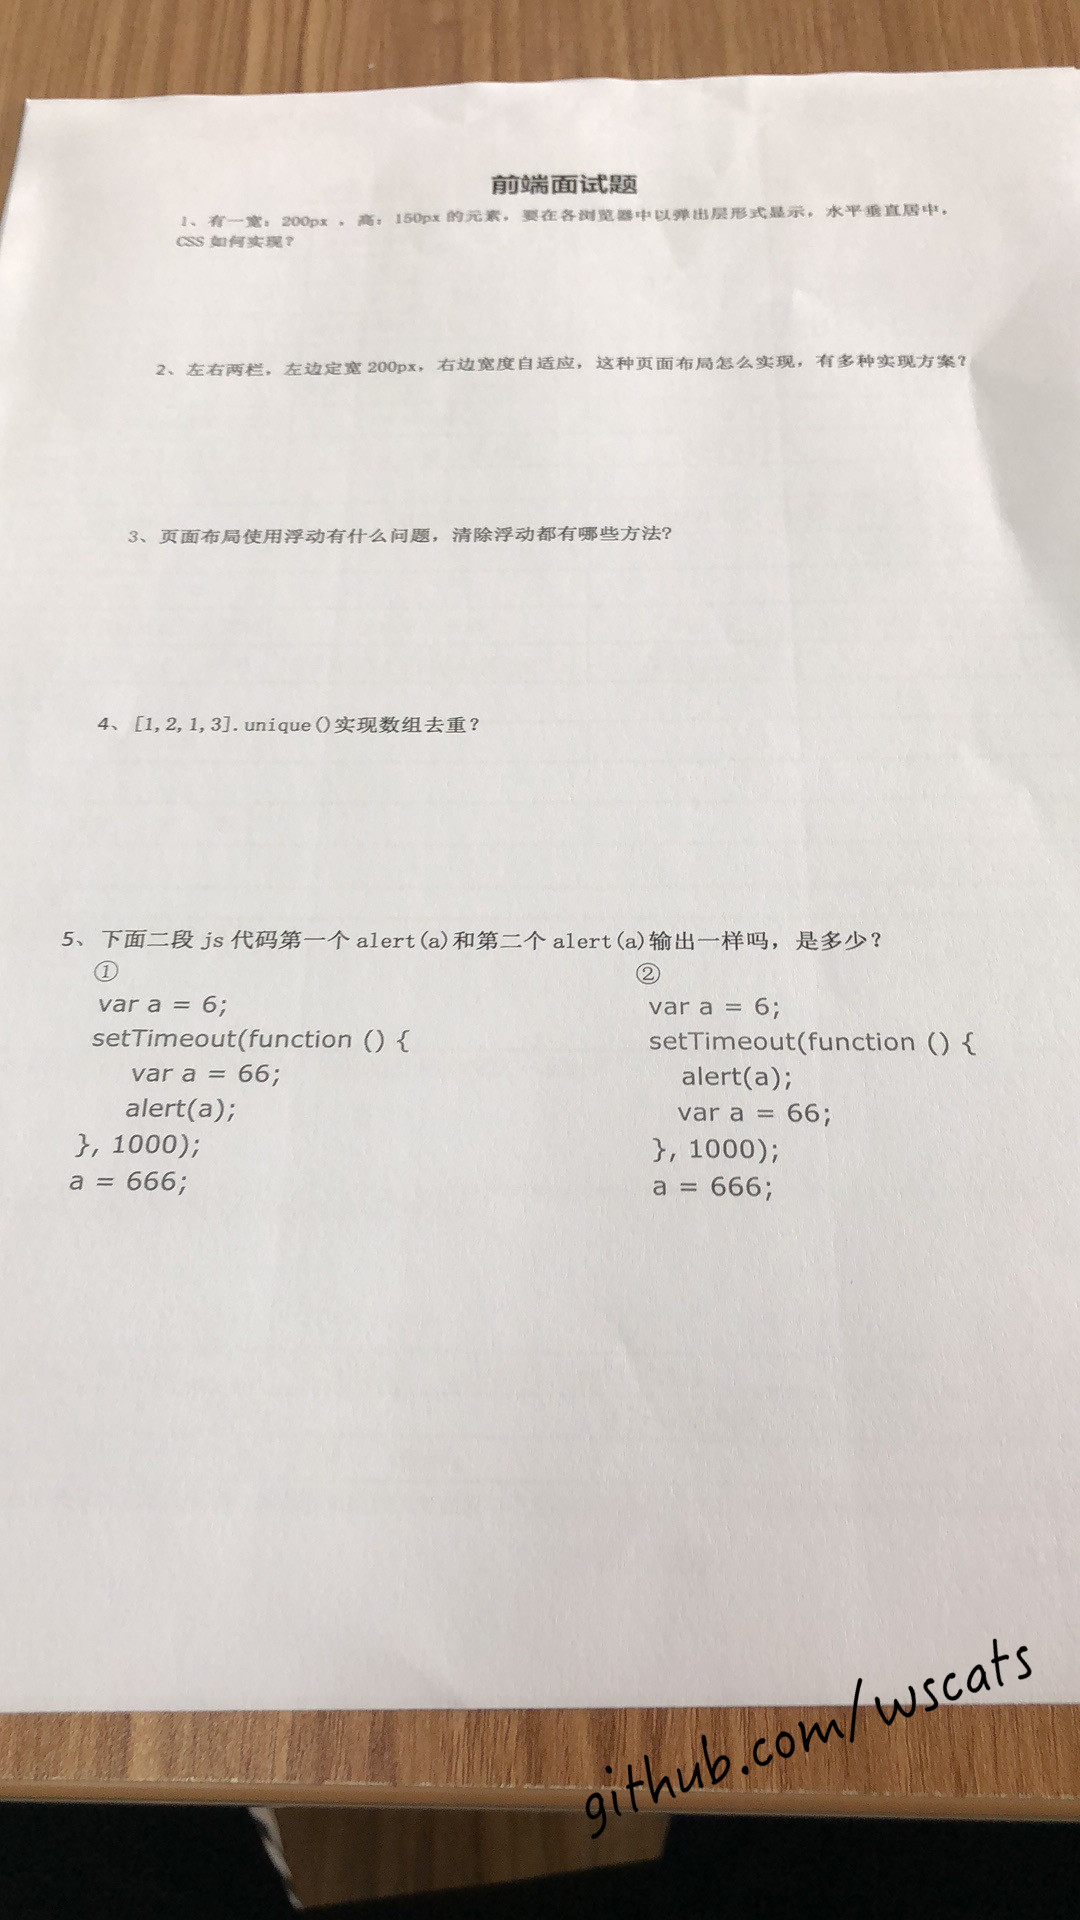 前端面试题
1、有一宽：200px ，高：150px 的元素，要在各浏览器中以弹出层形式显示，水平垂直居中，
CSS 如何实现？
2、左右两栏，左边定宽 200px，右边宽度自适应，这种页面布局怎么实现，有多种实现方案？
3、页面布局使用浮动有什么问题，清除浮动都有哪些方法?
4、[1,2,1,3].unique()实现数组去重？
5、下面二段 js 代码第一个 alert(a)和第二个 alert(a)输出一样吗，是多少？
①
var a = 6;
setTimeout(function () {
var a = 66;
alert(a);
}, 1000);
a = 666;
②
var a = 6;
setTimeout(function () {
alert(a);
var a = 66;
}, 1000);
a = 666;
github.com/wscats